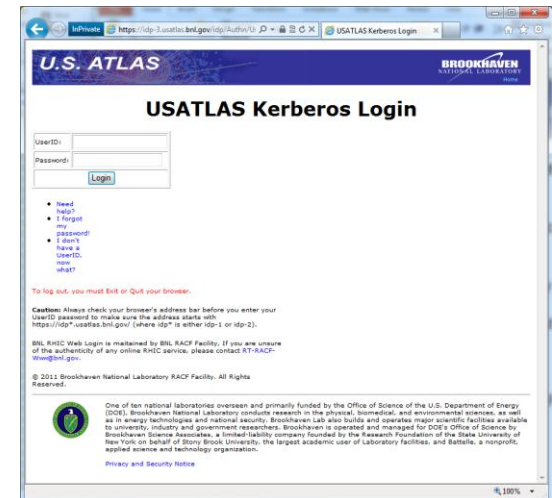 InPrivate https://idp-3.usatlas.bnl.gov/idp/Authn/U USATLAS Kerberos Login
U.S. ATLAS
BROOKHAVEN
NATIONAL LABORATORY
Home
USATLAS Kerberos Login
UserID:
Password:
Login
Need
help?
I forgot
my
password!
I don't
have a
UserID,
now
what?
To log out, you must Exit or Quit your browser.
Caution: Always check your browser's address bar before you enter your
UserID password to make sure the address starts with
https://idp*.usatlas.bnl.gov/ (where idp* is either idp-1 or idp-2).
BNL RHIC Web Login is maitained by BNL RACF Facility, If you are unsure
of the authenticity of any online RHIC service, please contact RT-RACF-
Www@bnl.gov.
© 2011 Brookhaven National Laboratory RACF Facility. All Rights
Reserved.
One of ten national laboratories overseen and primarily funded by the Office of Science of the U.S. Department of Energy
(DOE), Brookhaven National Laboratory conducts research in the physical, biomedical, and environmental sciences, as well
as in energy technologies and national security. Brookhaven Lab also builds and operates major scientific facilities available
to university, industry and government researchers. Brookhaven is operated and managed for DOE's Office of Science by
Brookhaven Science Associates, a limited-liability company founded by the Research Foundation of the State University of
New York on behalf of Stony Brook University, the largest academic user of Laboratory facilities, and Battelle, a nonprofit,
applied science and technology organization.
Privacy and Security Notice
100%